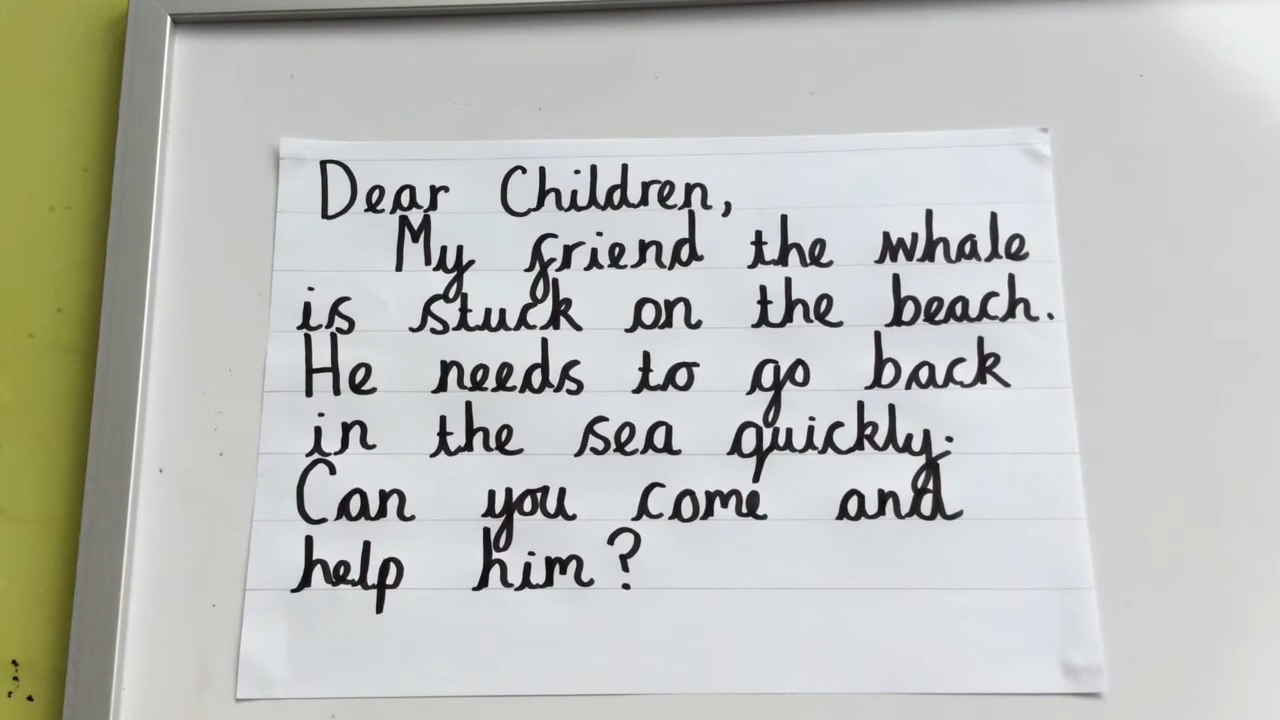 Dear Children,
My friend the whale
is stuck on the beach.
He needs to go back
in the sea quickly.
Can you come and
help him?